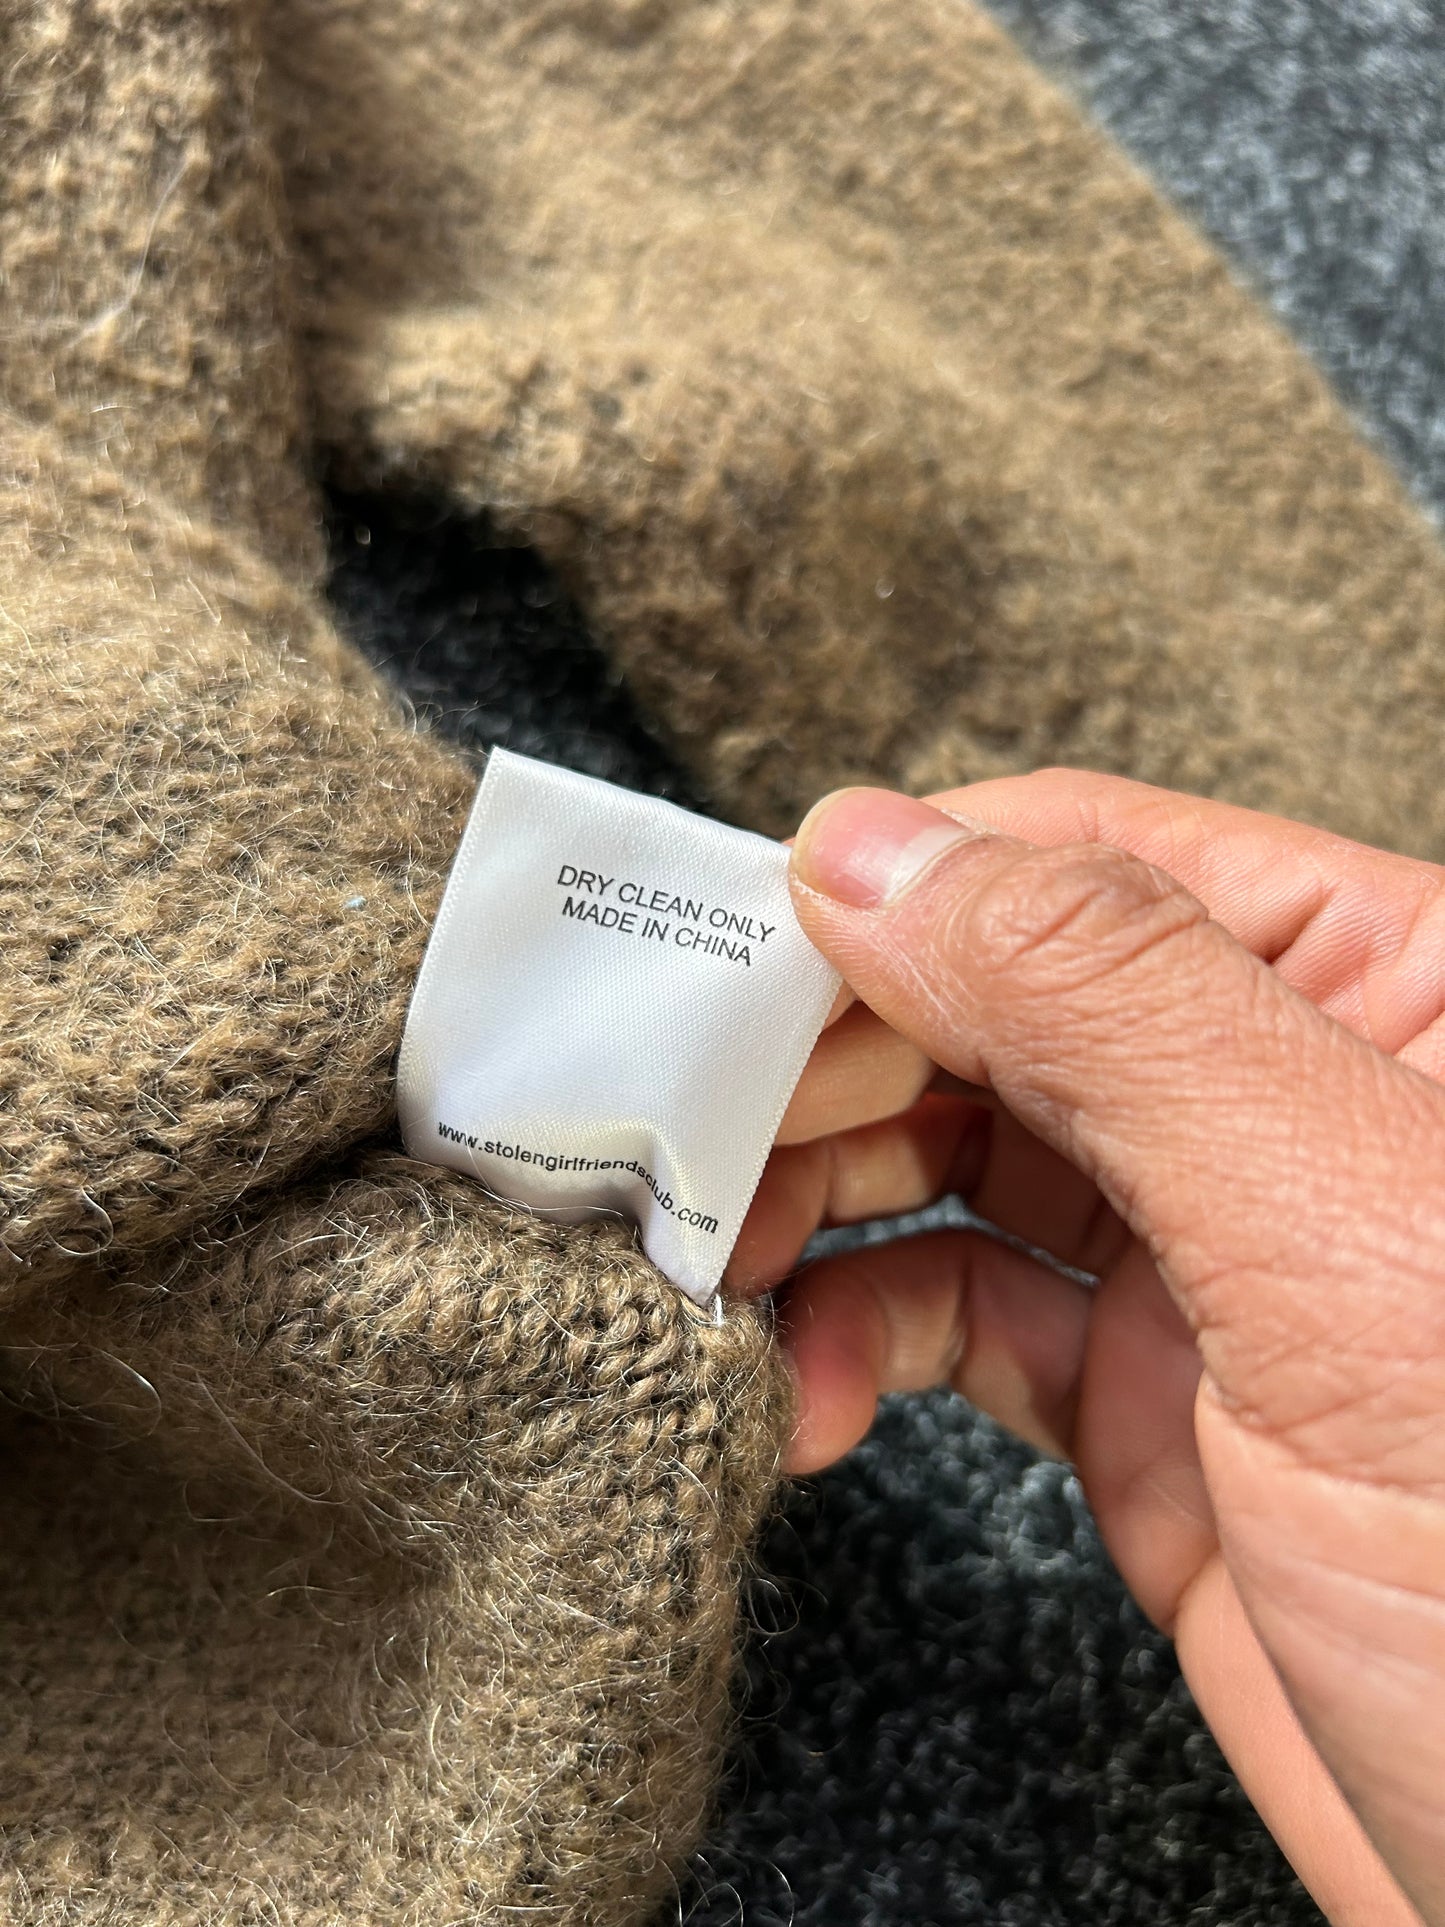 DRY CLEAN ONLY
MADE IN CHINA
www.stolengirlfriendsclub.com